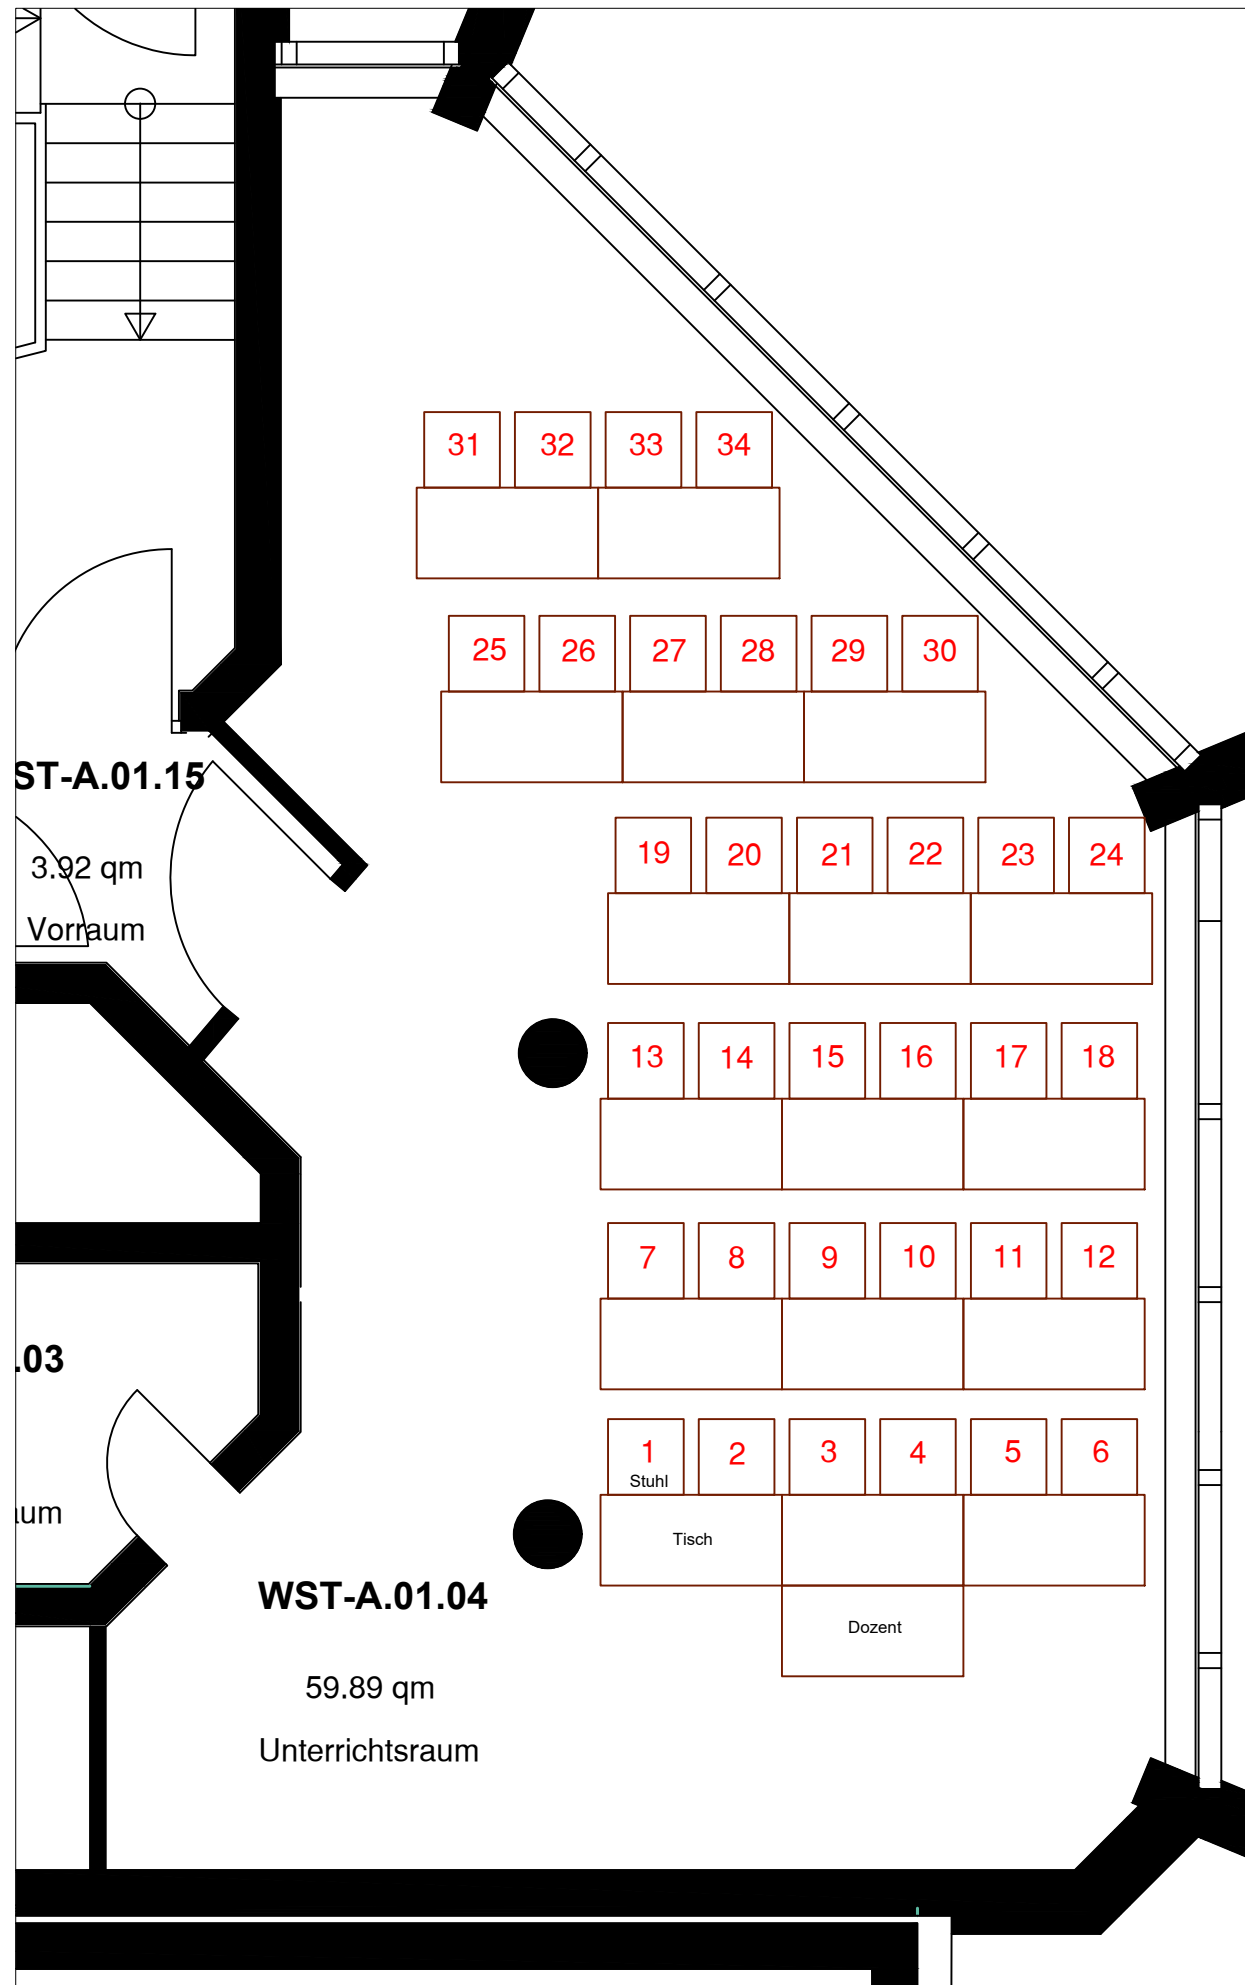 31 32 33 34
25 26 27 28 29 30
ST-A.01.15
3.92 qm
Vorraum
19 20 21 22 23 24
13 14 15 16 17 18
7 8 9 10 11 12
.03
aum
1 2 3 4 5 6
Stuhl
Tisch
Dozent
WST-A.01.04
59.89 qm
Unterrichtsraum